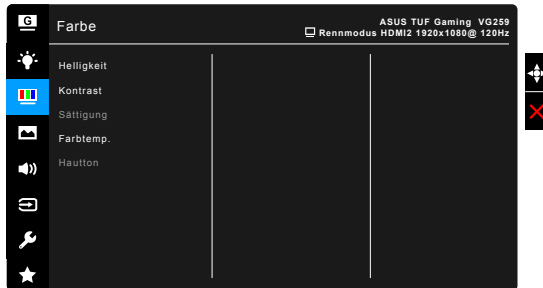 G
Farbe
ASUS TUF Gaming VG259
Rennmodus HDMI2 1920x1080@ 120Hz
Helligkeit
Kontrast
Sättigung
Farbtemp.
Hautton